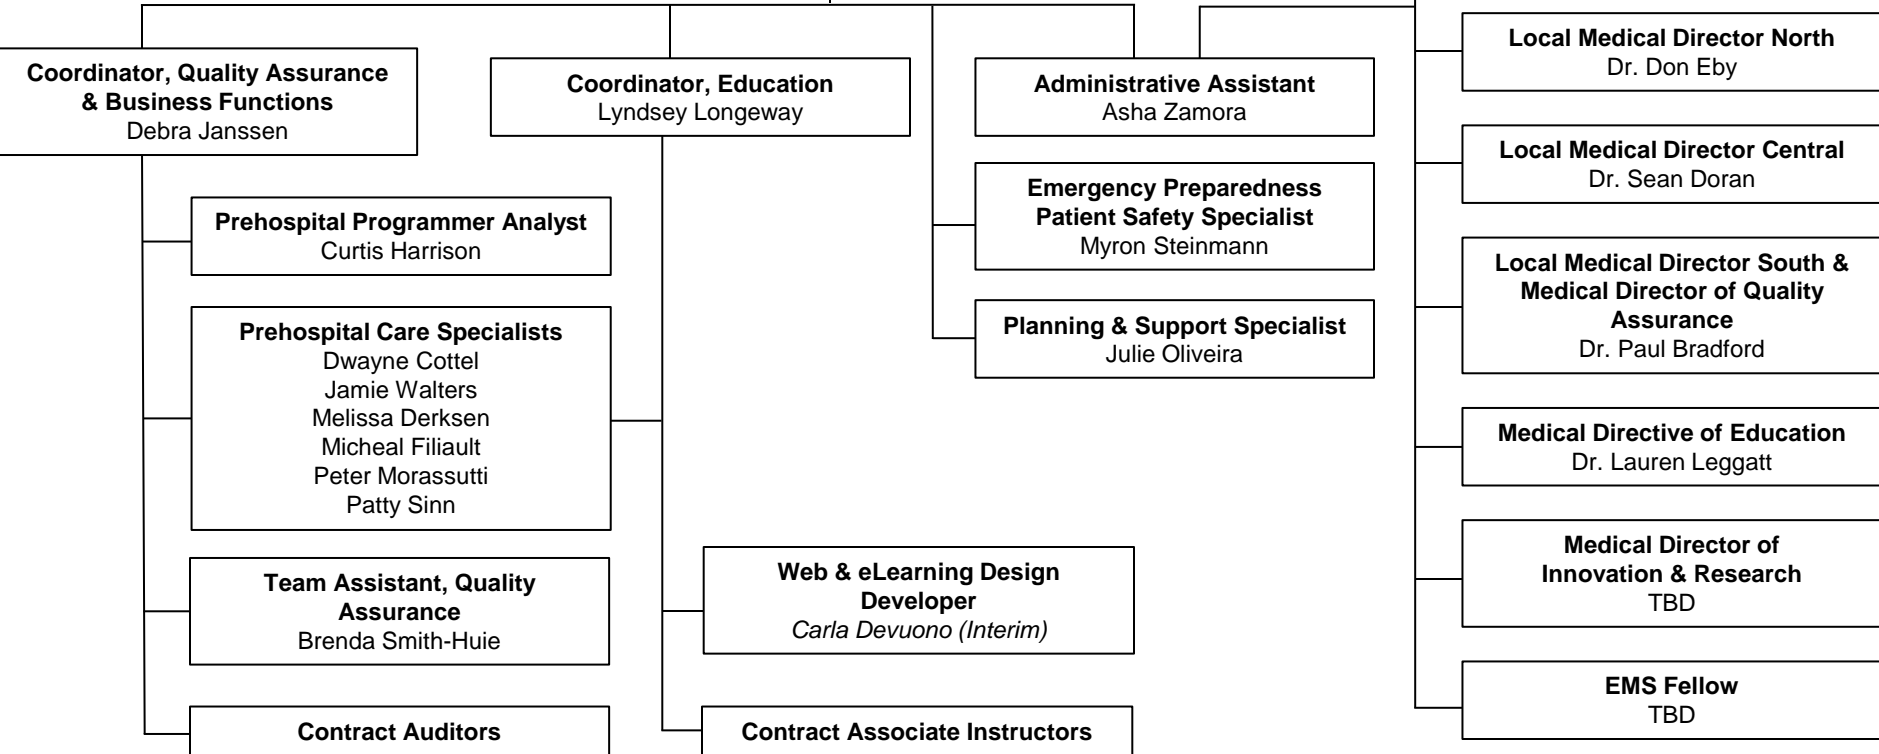 Coordinator, Quality Assurance
& Business Functions
Debra Janssen
Coordinator, Education
Lyndsey Longeway
Administrative Assistant
Asha Zamora
Local Medical Director North
Dr. Don Eby
Local Medical Director Central
Dr. Sean Doran
Prehospital Programmer Analyst
Curtis Harrison
Emergency Preparedness
Patient Safety Specialist
Myron Steinmann
Local Medical Director South &
Medical Director of Quality
Assurance
Dr. Paul Bradford
Prehospital Care Specialists
Dwayne Cottel
Jamie Walters
Melissa Derksen
Micheal Filiault
Peter Morassutti
Patty Sinn
Planning & Support Specialist
Julie Oliveira
Medical Directive of Education
Dr. Lauren Leggatt
Team Assistant, Quality
Assurance
Brenda Smith-Huie
Web & eLearning Design
Developer
Carla Devuono (Interim)
Medical Director of
Innovation & Research
TBD
Contract Auditors
Contract Associate Instructors
EMS Fellow
TBD